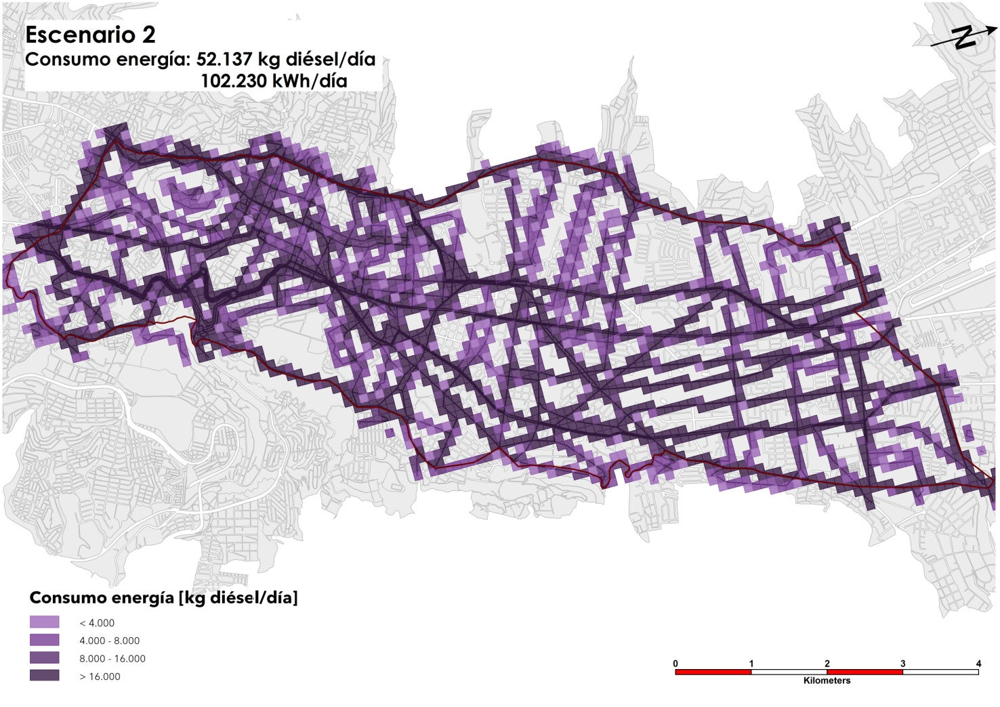 Escenario 2
Consumo energía: 52.137 kg diésel/día
102.230 kWh/día
N
Consumo energía [kg diésel/día]
< 4.000
4.000 - 8.000
8.000 - 16.000
> 16.000
0 1 2 3 4
Kilometers